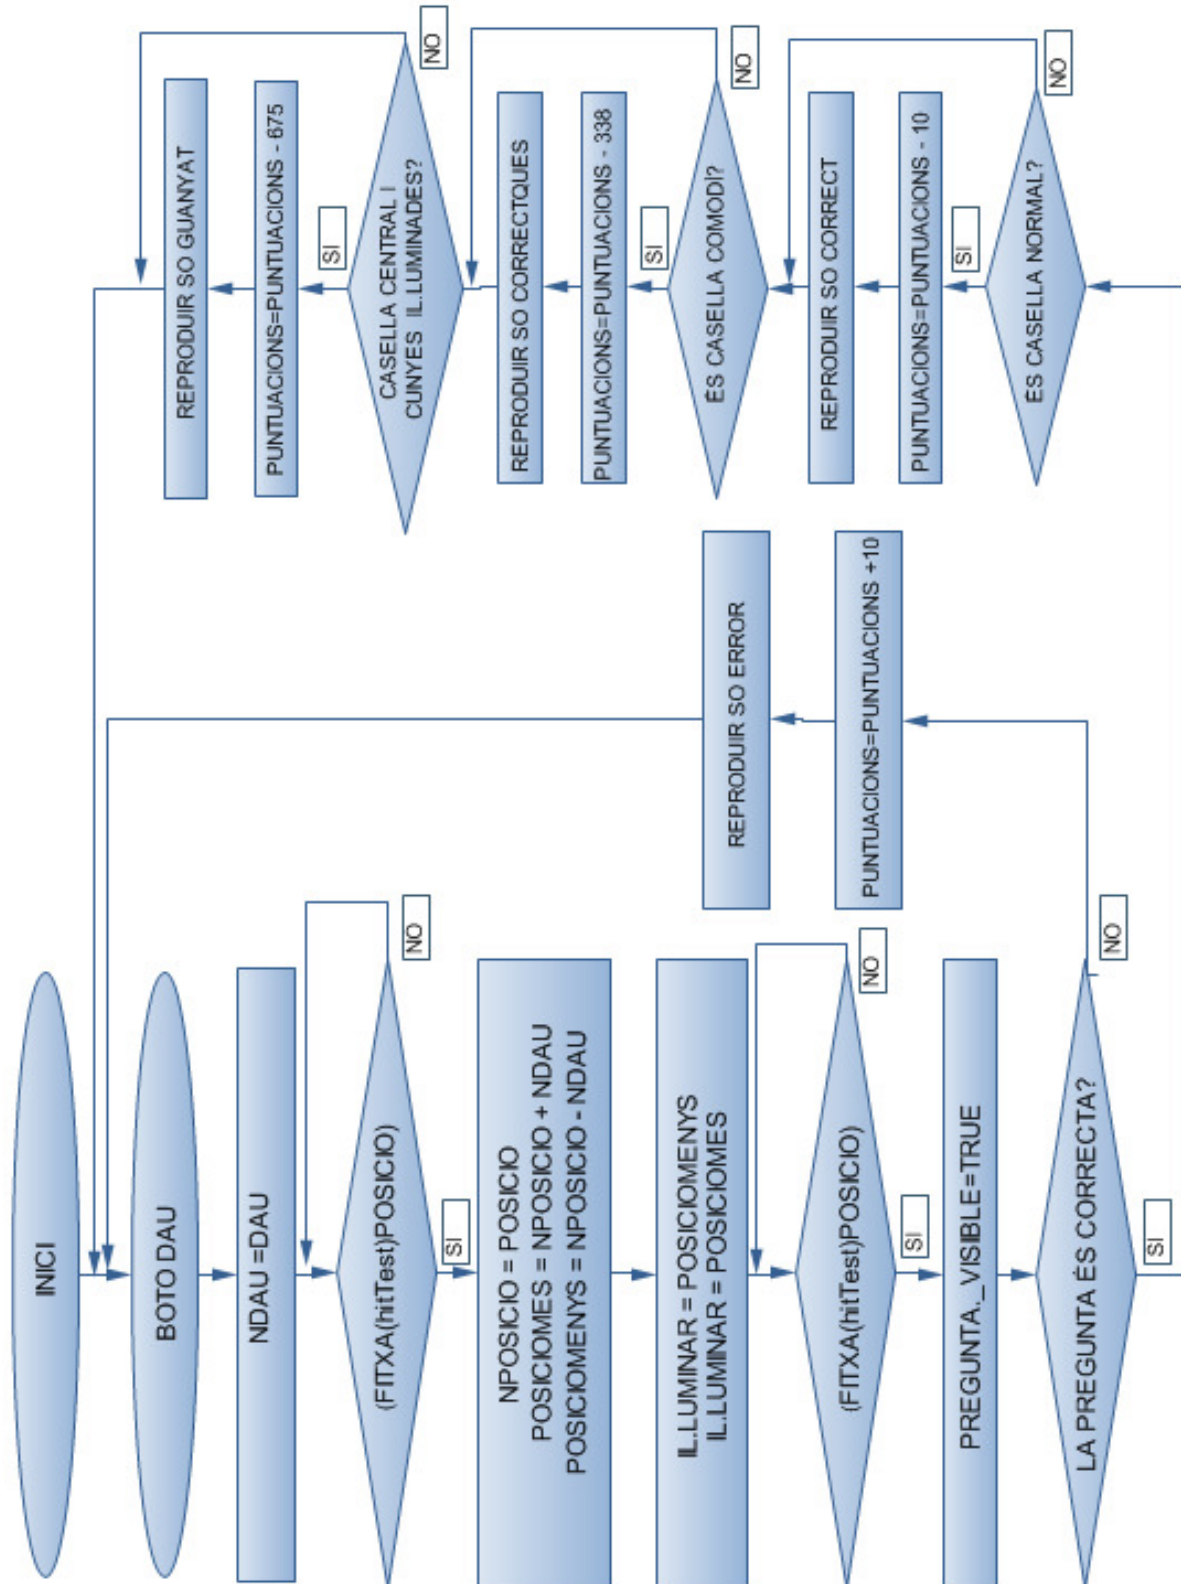 INICI
BOTO DAU
NDAU =DAU
(FITXA(hitTest)POSICIO)
NO
SI
NPOSICIO = POSICIO
POSICIOMES = NPOSICIO + NDAU
POSICIOMENYS = NPOSICIO - NDAU
IL.LUMINAR = POSICIOMENYS
IL.LUMINAR = POSICIOMES
(FITXA(hitTest)POSICIO)
NO
SI
PREGUNTA._VISIBLE=TRUE
LA PREGUNTA ÉS CORRECTA?
NO
SI
PUNTUACIONS=PUNTUACIONS +10
REPRODUIR SO ERROR
ÉS CASELLA NORMAL?
NO
SI
PUNTUACIONS=PUNTUACIONS - 10
REPRODUIR SO CORRECT
ÉS CASELLA COMODÍ?
NO
SI
PUNTUACIONS=PUNTUACIONS - 338
REPRODUIR SO CORRECTQUES
CASELLA CENTRAL I
CUNYES IL.LUMINADES?
NO
SI
PUNTUACIONS=PUNTUACIONS - 675
REPRODUIR SO GUANYAT